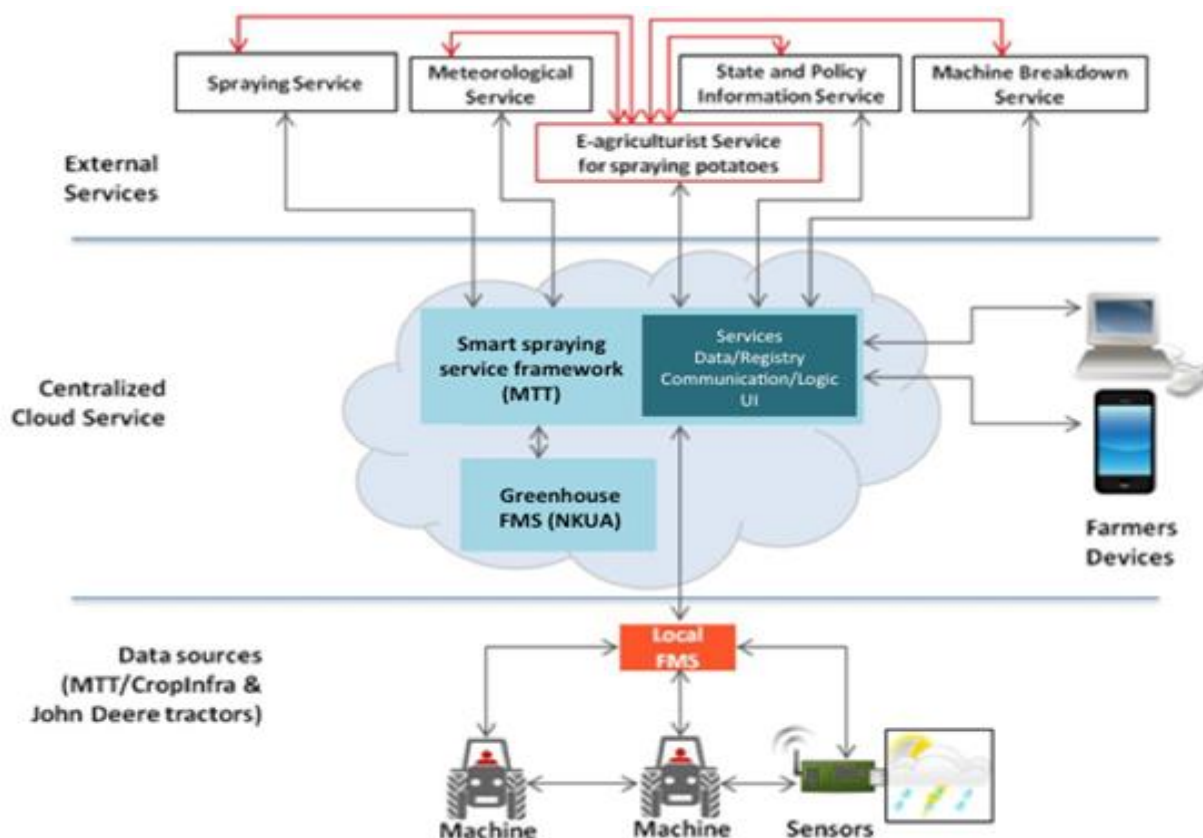 Spraying Service
Meteorological
Service
State and Policy
Information Service
Machine Breakdown
Service
E-agriculturist Service
for spraying potatoes
External
Services
Smart spraying
service framework
(MTT)
Services
Data/Registry
Communication/Logic
UI
Centralized
Cloud Service
Greenhouse
FMS (NKUA)
Farmers
Devices
Local
FMS
Data sources
(MTT/CropInfra &
John Deere tractors)
Machine
Machine
Sensors